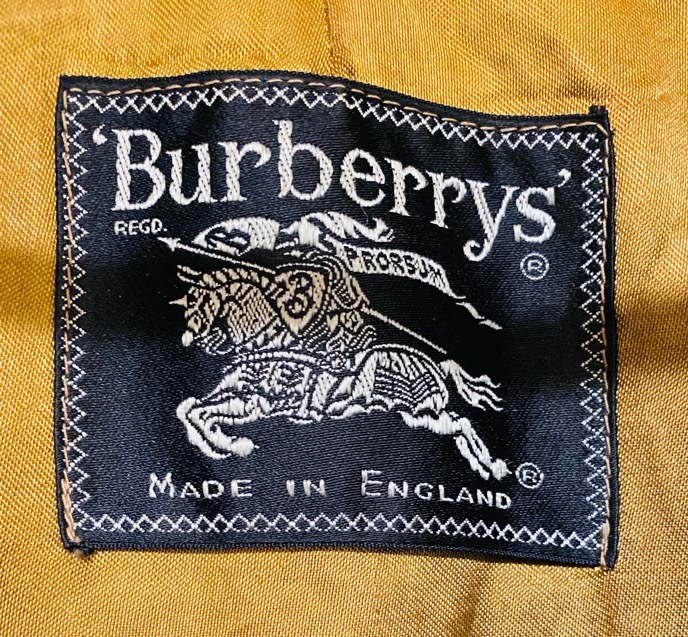 'Burberrys'
REGD.
®
PRORSUM
MADE IN ENGLAND
®